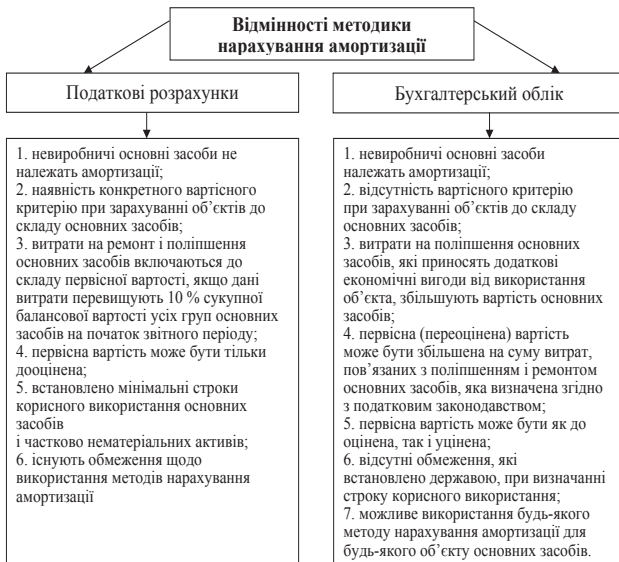 Відмінності методики
нарахування амортизації
Податкові розрахунки
1. невиробничі основні засоби не
належать амортизації;
2. наявність конкретного вартісного
критерію при зарахуванні об’єктів до
складу основних засобів;
3. витрати на ремонт і поліпшення
основних засобів включаються до
складу первісної вартості, якщо дані
витрати перевищують 10 % сукупної
балансової вартості усіх груп основних
засобів на початок звітного періоду;
4. первісна вартість може бути тільки
дооцінена;
5. встановлено мінімальні строки
корисного використання основних
засобів
і частково нематеріальних активів;
6. існують обмеження щодо
використання методів нарахування
амортизації
Бухгалтерський облік
1. невиробничі основні засоби
належать амортизації;
2. відсутність вартісного критерію
при зарахуванні об’єктів до складу
основних засобів;
3. витрати на поліпшення основних
засобів, які приносять додаткові
економічні вигоди від використання
об’єкта, збільшують вартість основних
засобів;
4. первісна (переоцінена) вартість
може бути збільшена на суму витрат,
пов’язаних з поліпшенням і ремонтом
основних засобів, яка визначена згідно
з податковим законодавством;
5. первісна вартість може бути як до
оцінена, так і уцінена;
6. відсутні обмеження, які
встановлено державою, при визначанні
строку корисного використання;
7. можливе використання будь-якого
методу нарахування амортизації для
будь-якого об’єкту основних засобів.